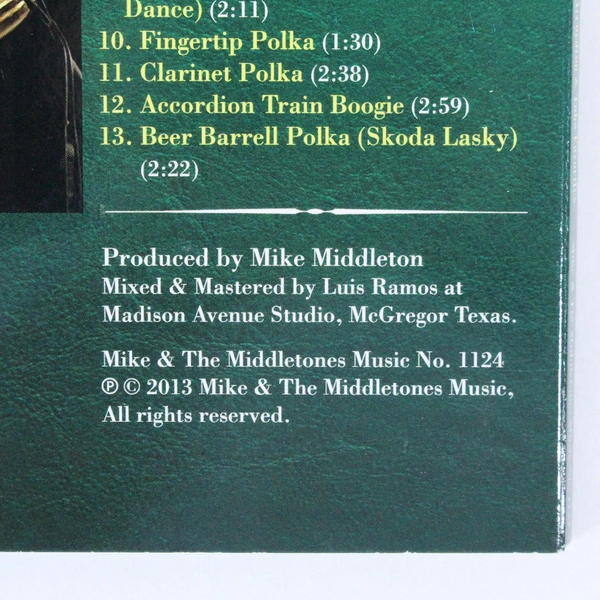 Dance) (2:11)
10. Fingertip Polka (1:30)
11. Clarinet Polka (2:38)
12. Accordion Train Boogie (2:59)
13. Beer Barrell Polka (Skoda Lasky)
(2:22)
Produced by Mike Middleton
Mixed & Mastered by Luis Ramos at
Madison Avenue Studio, McGregor Texas.
Mike & The Middletones Music No. 1124
℗ © 2013 Mike & The Middletones Music,
All rights reserved.